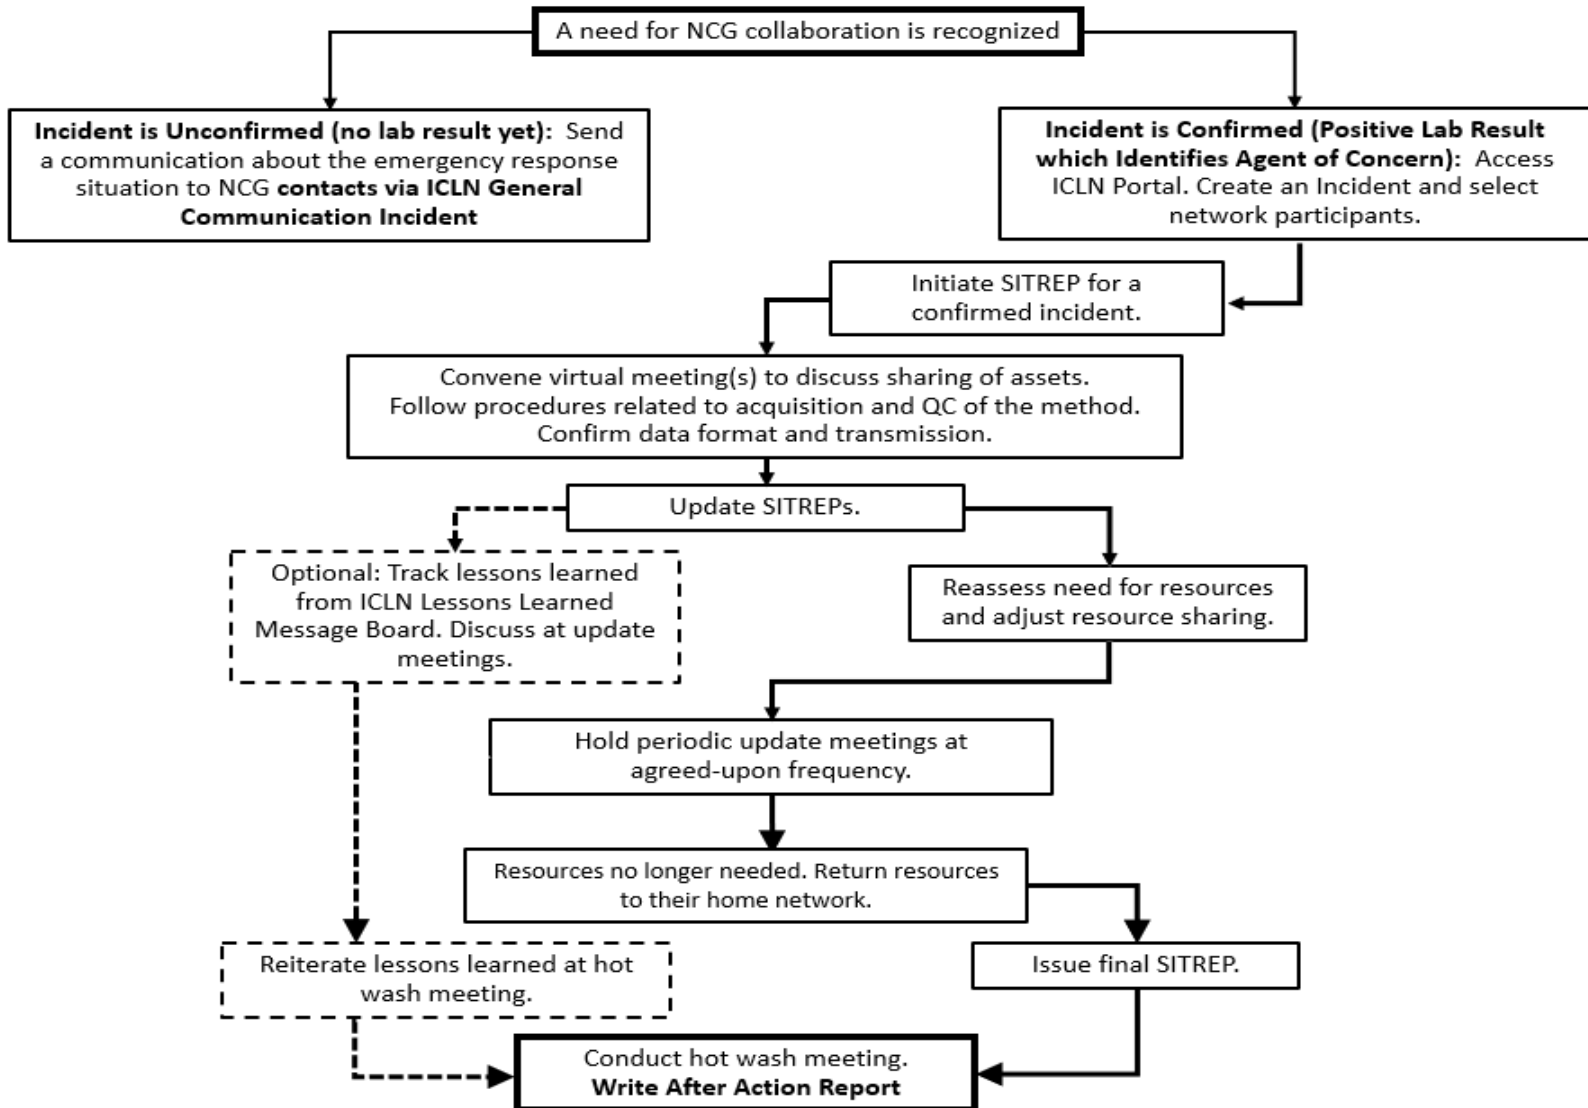 A need for NCG collaboration is recognized
Incident is Unconfirmed (no lab result yet): Send
a communication about the emergency response
situation to NCG contacts via ICLN General
Communication Incident
Incident is Confirmed (Positive Lab Result
which Identifies Agent of Concern): Access
ICLN Portal. Create an Incident and select
network participants.
Initiate SITREP for a
confirmed incident.
Convene virtual meeting(s) to discuss sharing of assets.
Follow procedures related to acquisition and QC of the method.
Confirm data format and transmission.
Update SITREPs.
Optional: Track lessons learned
from ICLN Lessons Learned
Message Board. Discuss at update
meetings.
Reassess need for resources
and adjust resource sharing.
Hold periodic update meetings at
agreed-upon frequency.
Resources no longer needed. Return resources
to their home network.
Reiterate lessons learned at hot
wash meeting.
Issue final SITREP.
Conduct hot wash meeting.
Write After Action Report